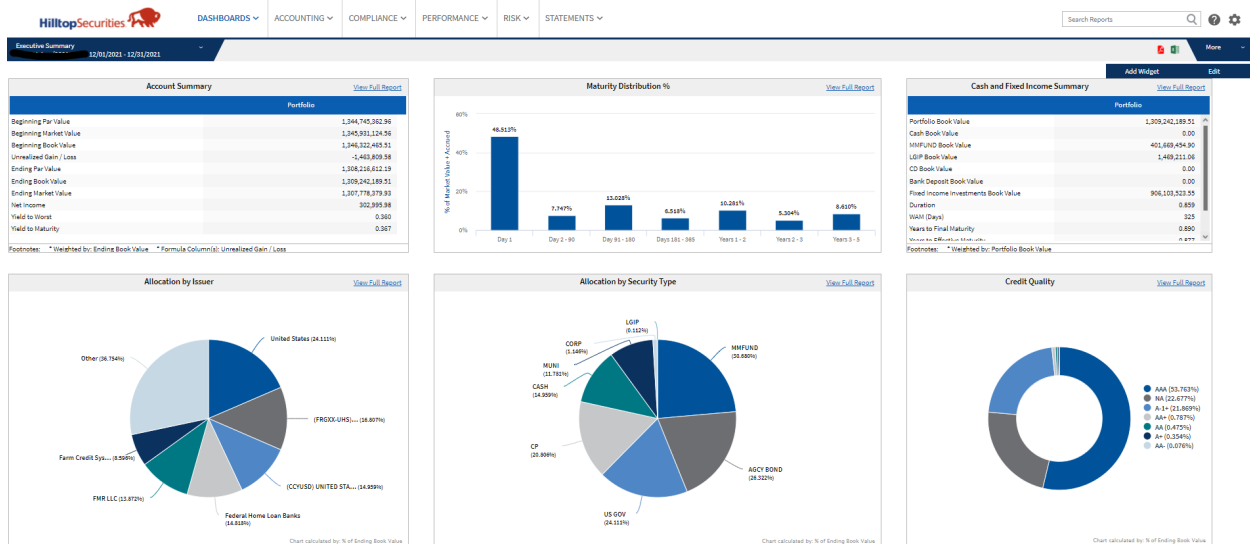 HilltopSecurities
DASHBOARDS
ACCOUNTING
COMPLIANCE
PERFORMANCE
RISK
STATEMENTS
Search Reports
Executive Summary
12/01/2021 - 12/31/2021
More
Add Widget
Edit
Account Summary
View Full Report
Portfolio
Beginning Par Value 1,344,745,362.96
Beginning Market Value 1,345,931,124.56
Beginning Book Value 1,346,322,465.51
Unrealized Gain / Loss -1,463,809.58
Ending Par Value 1,308,216,612.19
Ending Book Value 1,309,242,189.51
Ending Market Value 1,307,778,379.93
Net Income 302,995.98
Yield to Worst 0.360
Yield to Maturity 0.367
Footnotes: * Weighted by: Ending Book Value * Formula Column(s): Unrealized Gain / Loss
Maturity Distribution %
View Full Report
% of Market Value + Accrued
60%
40%
20%
0%
48.513%
7.747%
13.028%
6.518%
10.281%
5.304%
8.610%
Day 1
Day 2 - 90
Day 91 - 180
Days 181 - 365
Years 1 - 2
Years 2 - 3
Years 3 - 5
Cash and Fixed Income Summary
View Full Report
Portfolio
Portfolio Book Value 1,309,242,189.51
Cash Book Value 0.00
MMFUND Book Value 401,669,454.90
LGIP Book Value 1,469,211.06
CD Book Value 0.00
Bank Deposit Book Value 0.00
Fixed Income Investments Book Value 906,103,523.55
Duration 0.859
WAM (Days) 325
Years to Final Maturity 0.890
Years to Effective Maturity 0.877
Footnotes: * Weighted by: Portfolio Book Value
Allocation by Issuer
View Full Report
United States (24.111%)
(FRGXX-UHS)... (16.807%)
(CCYUSD) UNITED STA... (14.959%)
Federal Home Loan Banks
(14.818%)
FMR LLC (13.872%)
Farm Credit Sys... (8.596%)
Other (36.754%)
Chart calculated by: % of Ending Book Value
Allocation by Security Type
View Full Report
LGIP
(0.112%)
MMFUND
(30.680%)
AGCY BOND
(26.322%)
US GOV
(24.111%)
CP
(20.806%)
CASH
(14.959%)
MUNI
(11.781%)
CORP
(1.146%)
Chart calculated by: % of Ending Book Value
Credit Quality
View Full Report
AAA (53.763%)
NA (22.677%)
A-1+ (21.869%)
AA+ (0.787%)
AA (0.475%)
A+ (0.354%)
AA- (0.076%)
Chart calculated by: % of Ending Book Value